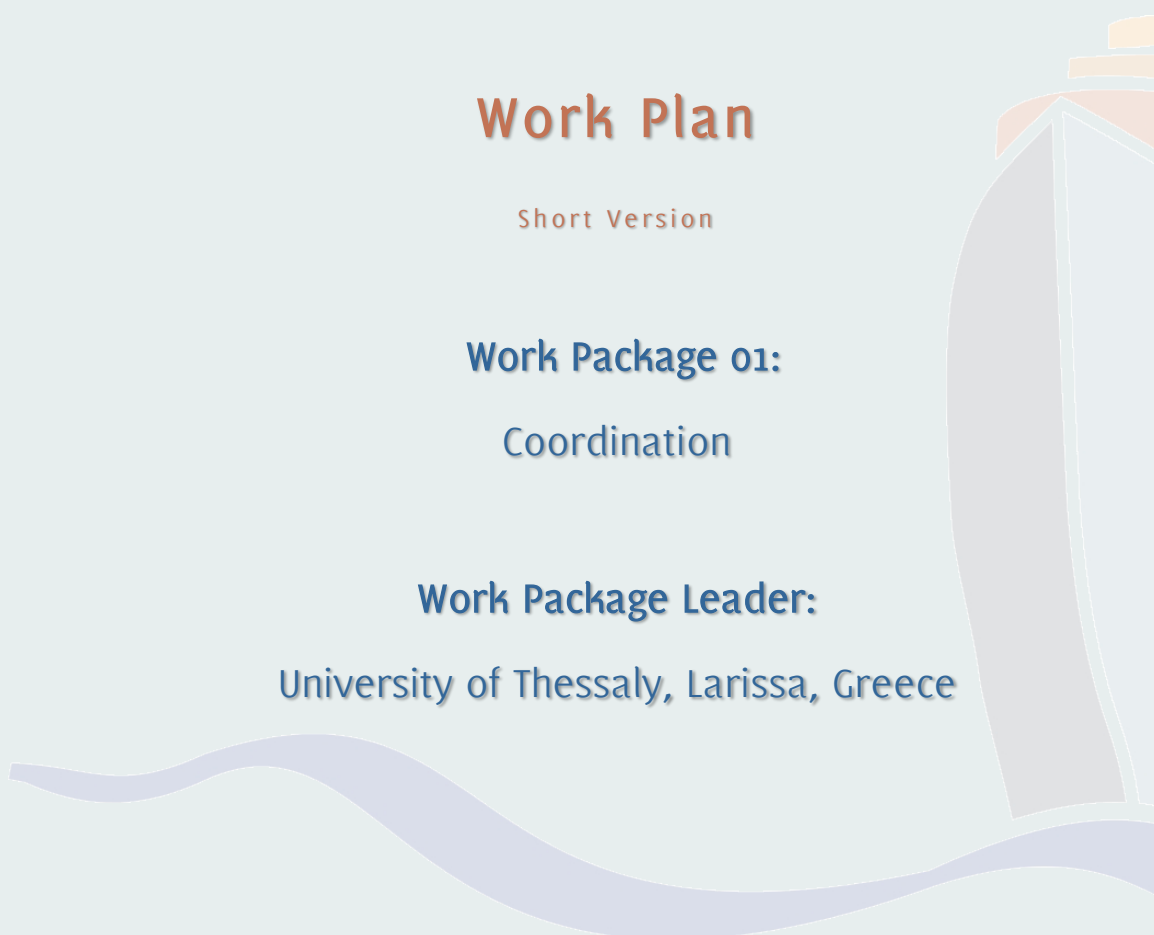 Work Plan
Short Version
Work Package 01:
Coordination
Work Package Leader:
University of Thessaly, Larissa, Greece